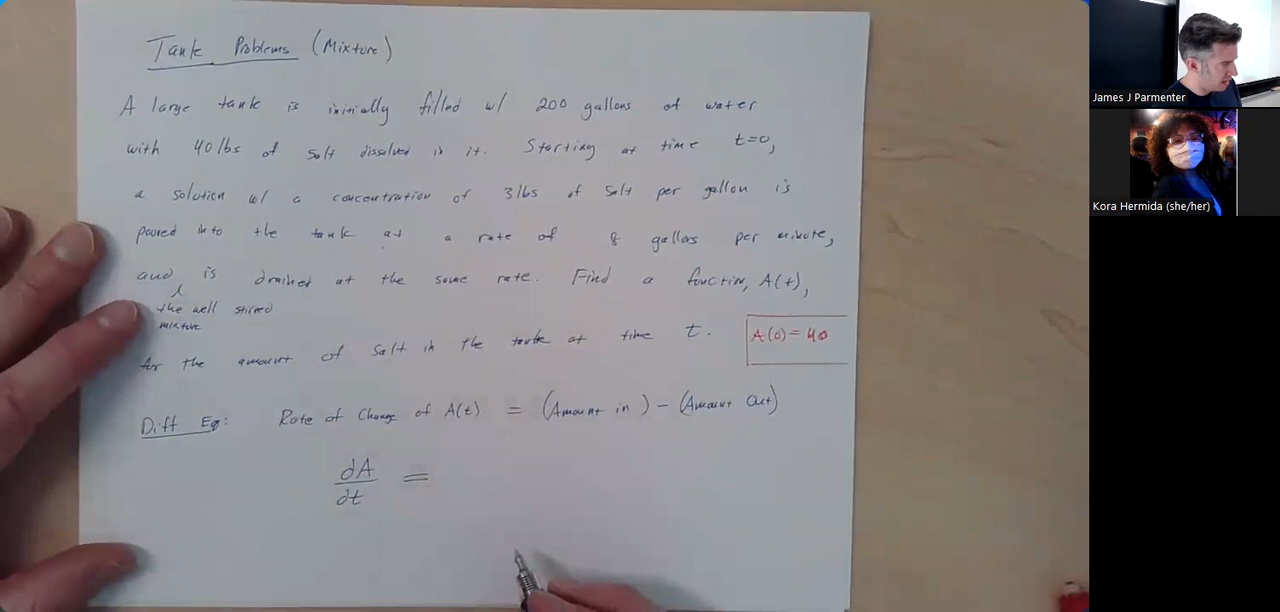 Tank Problems (Mixture)
A large tank is initially filled w/ 200 gallons of water
with 40 lbs of salt dissolved in it. Starting at time t=0,
a solution w/ a concentration of 3 lbs of salt per gallon is
poured into the tank at a rate of 8 gallons per minute,
and is drained at the same rate. Find a function, A(t),
the well stirred
mixture
for the amount of salt in the tank at time t.
A(0) = 40
Diff Eq: Rate of Change of A(t) = (Amount in) - (Amount Out)
dA/dt =
James J Parmenter
Kora Hermida (she/her)